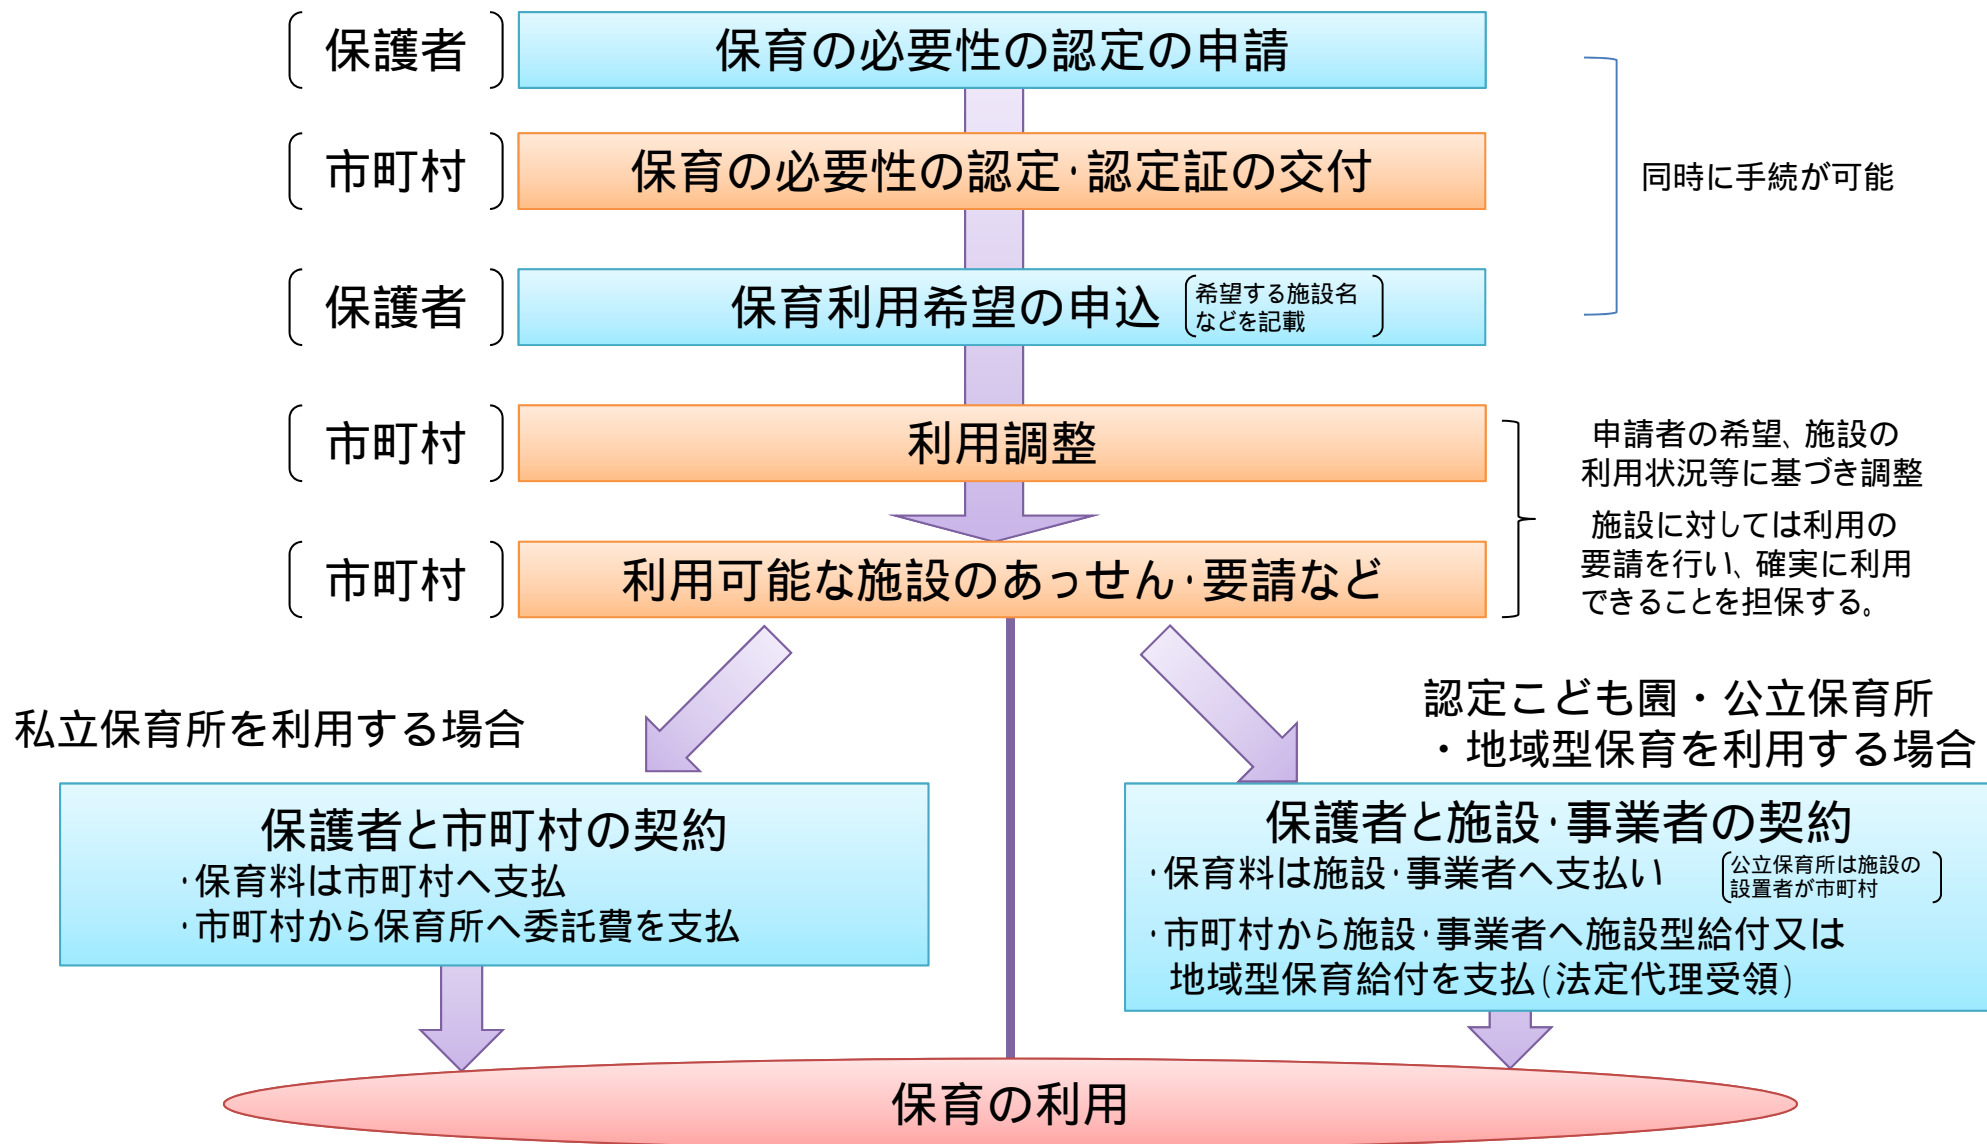 保護者
保育の必要性の認定の申請
市町村
保育の必要性の認定・認定証の交付
同時に手続が可能
保護者
保育利用希望の申込
希望する施設名
などを記載
市町村
利用調整
申請者の希望、施設の
利用状況等に基づき調整
施設に対しては利用の
要請を行い、確実に利用
できることを担保する。
市町村
利用可能な施設のあっせん・要請など
私立保育所を利用する場合
認定こども園・公立保育所
・地域型保育を利用する場合
保護者と市町村の契約
・保育料は市町村へ支払
・市町村から保育所へ委託費を支払
保護者と施設・事業者の契約
・保育料は施設・事業者へ支払い
公立保育所は施設の
設置者が市町村
・市町村から施設・事業者へ施設型給付又は
地域型保育給付を支払(法定代理受領)
保育の利用